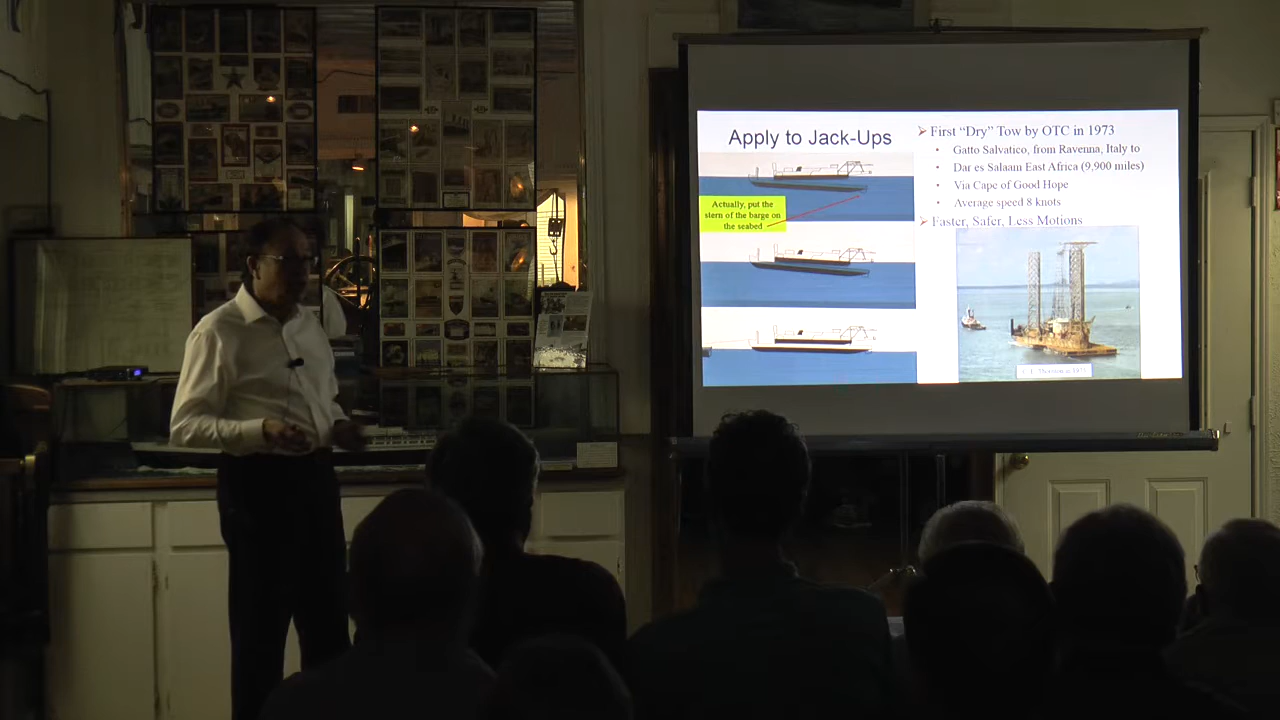 Apply to Jack-Ups
Actually, put the
stern of the barge on
the seabed
First "Dry" Tow by OTC in 1973
• Gatto Salvatico, from Ravenna, Italy to
• Dar es Salaam East Africa (9,900 miles)
• Via Cape of Good Hope
• Average speed 8 knots
Faster, Safer, Less Motions